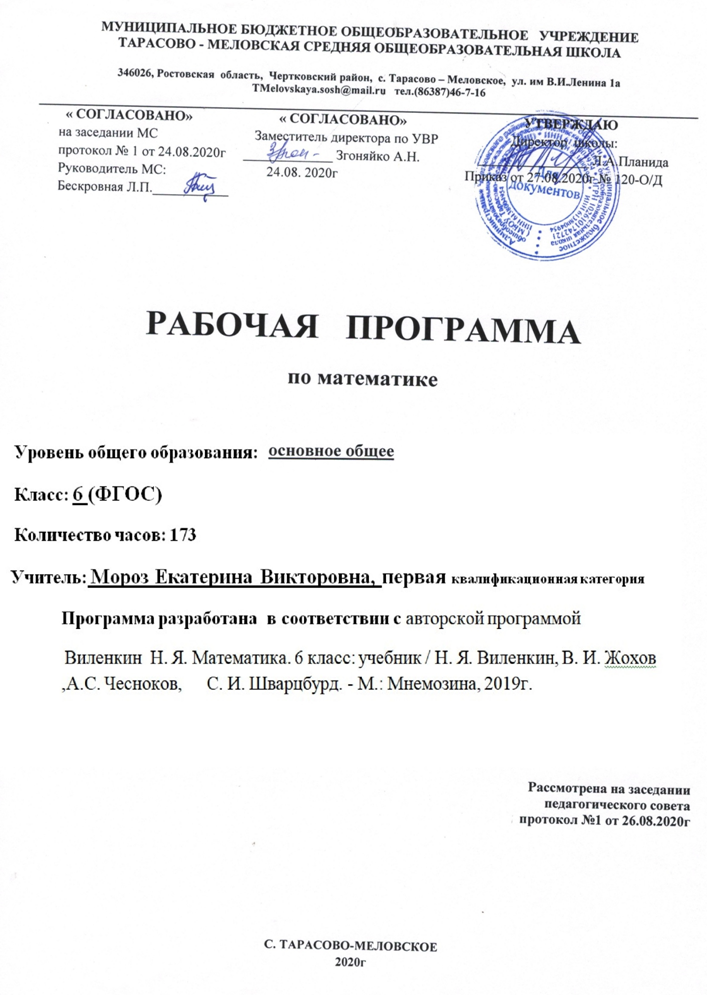 МУНИЦИПАЛЬНОЕ БЮДЖЕТНОЕ ОБЩЕОБРАЗОВАТЕЛЬНОЕ УЧРЕЖДЕНИЕ
ТАРАСОВО - МЕЛОВСКАЯ СРЕДНЯЯ ОБЩЕОБРАЗОВАТЕЛЬНАЯ ШКОЛА
346026, Ростовская область, Чертковский район, с. Тарасово – Меловское, ул. им В.И.Ленина 1а
TMelovskaya.sosh@mail.ru тел.(86387)46-7-16
« СОГЛАСОВАНО»
на заседании МС
протокол № 1 от 24.08.2020г
Руководитель МС:
Бескровная Л.П.
« СОГЛАСОВАНО»
Заместитель директора по УВР
Згоняйко А.Н.
24.08. 2020г
УТВЕРЖДАЮ
Директор школы:
Л.А Планида
Приказ от 27.08.2020г № 120-О/Д
Для
документов
РАБОЧАЯ ПРОГРАММА
по математике
Уровень общего образования: основное общее
Класс: 6 (ФГОС)
Количество часов: 173
Учитель: Мороз Екатерина Викторовна, первая квалификационная категория
Программа разработана в соответствии с авторской программой
Виленкин Н. Я. Математика. 6 класс: учебник / Н. Я. Виленкин, В. И. Жохов
,А.С. Чесноков, С. И. Шварцбурд. - М.: Мнемозина, 2019г.
Рассмотрена на заседании
педагогического совета
протокол №1 от 26.08.2020г
С. ТАРАСОВО-МЕЛОВСКОЕ
2020г